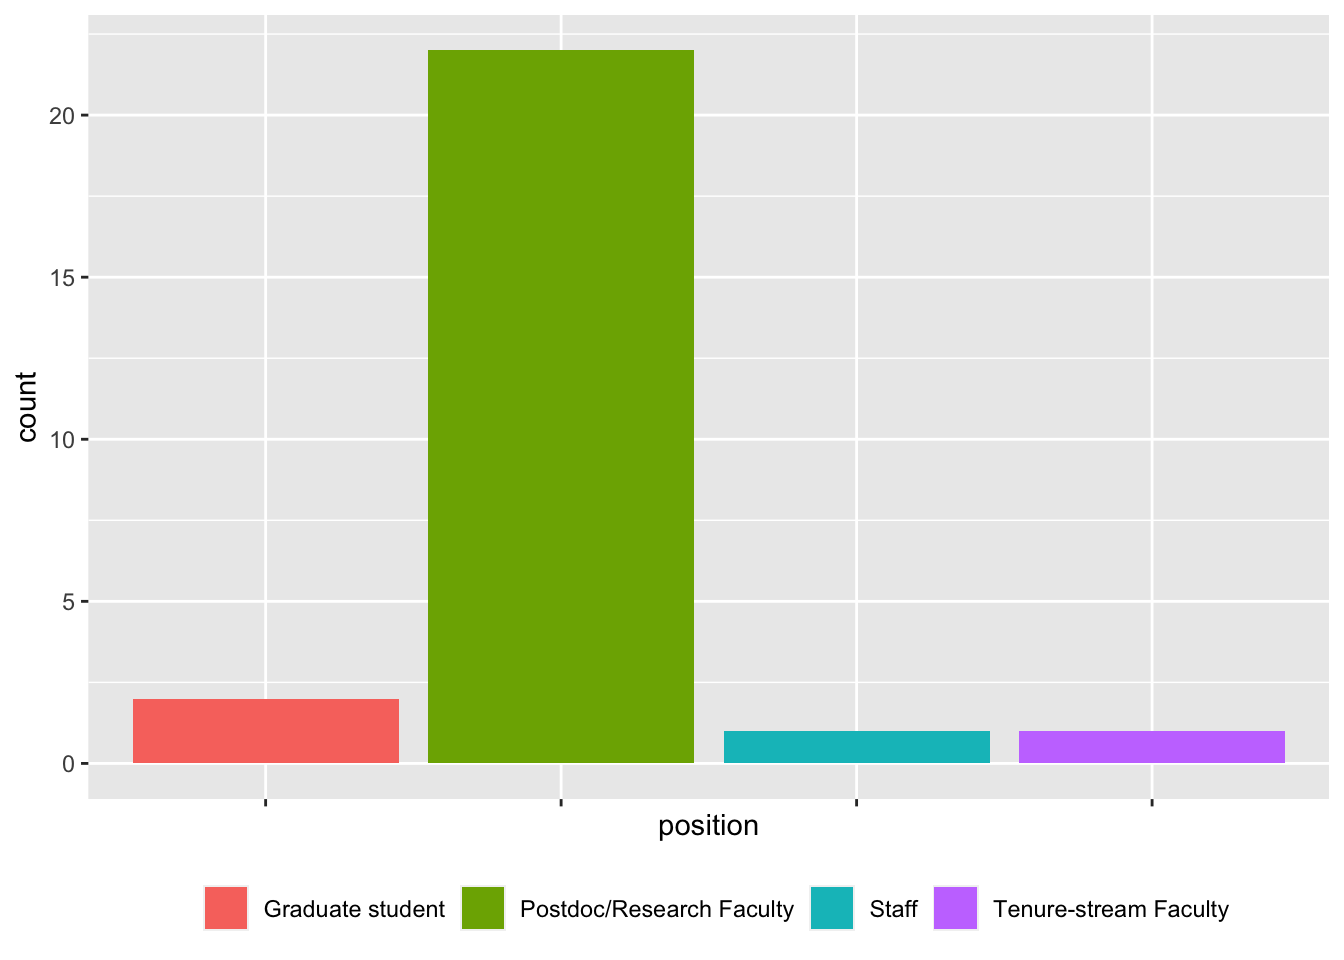 20
15
10
5
0
count
position
Graduate student
Postdoc/Research Faculty
Staff
Tenure-stream Faculty